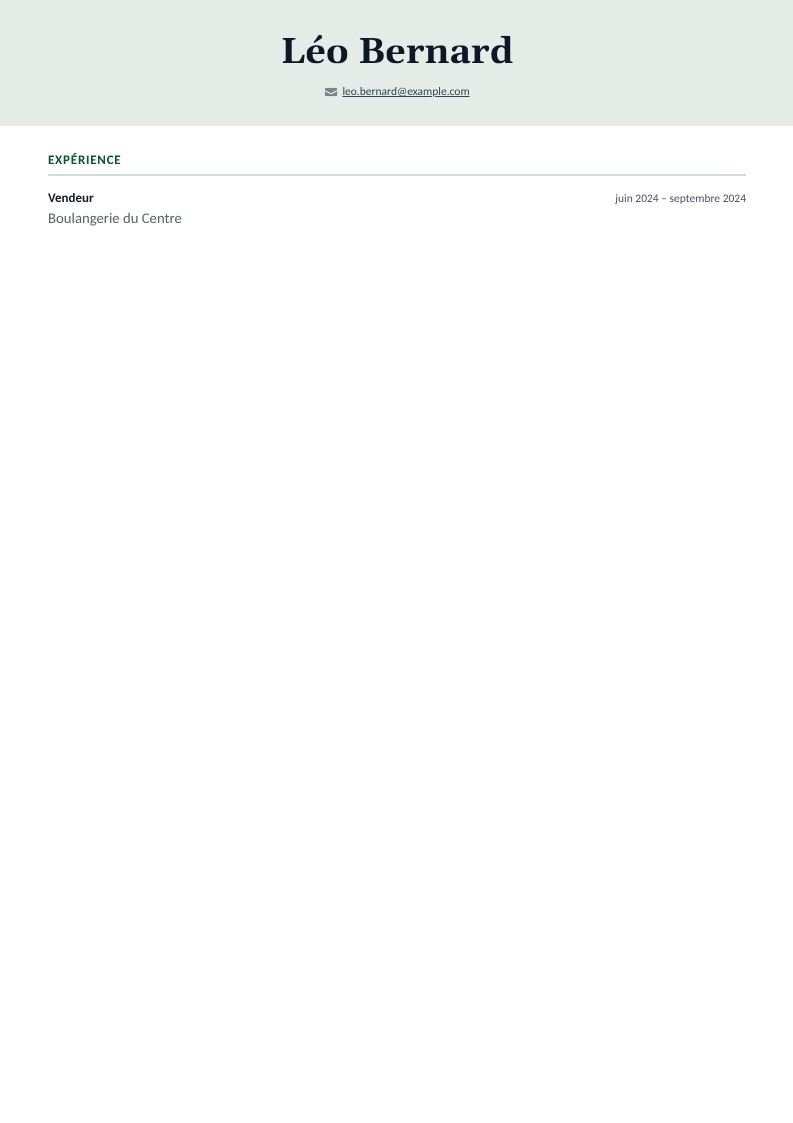 Léo Bernard
leo.bernard@example.com
EXPÉRIENCE
Vendeur juin 2024 – septembre 2024
Boulangerie du Centre